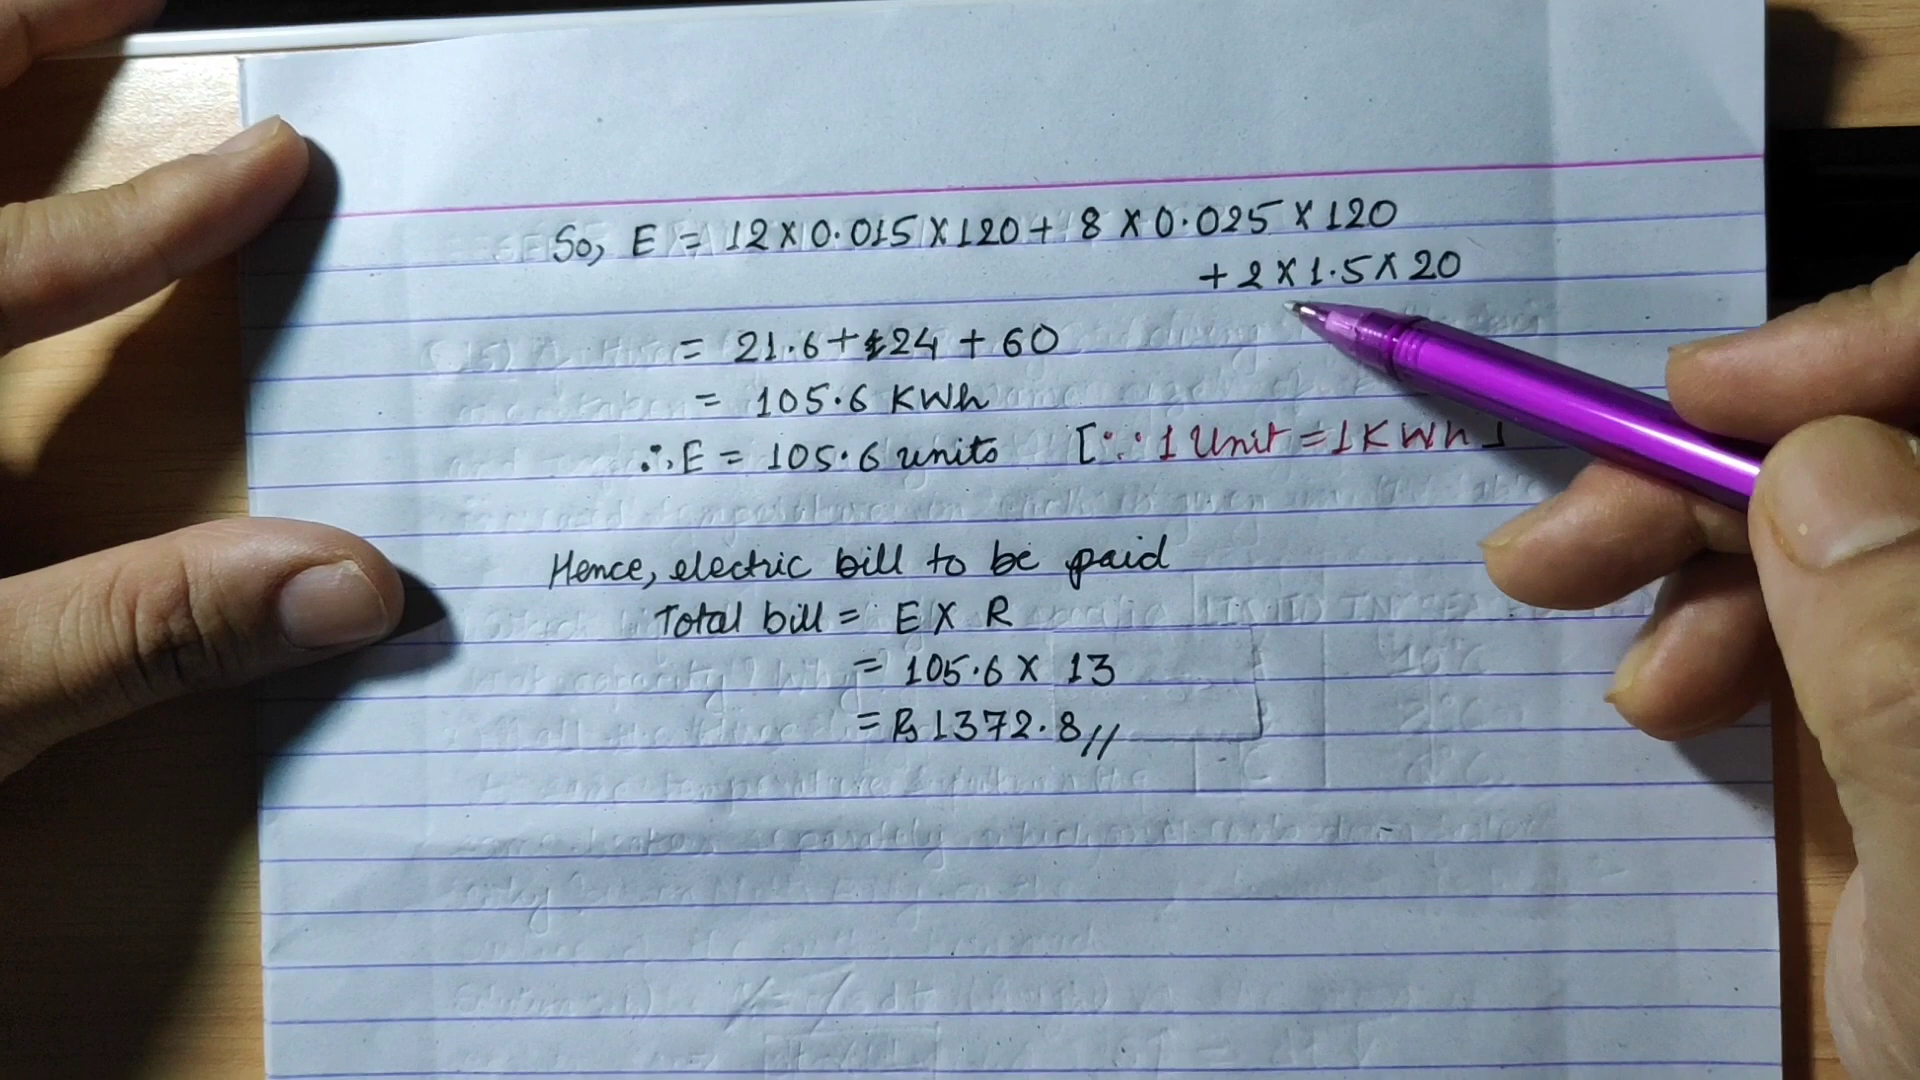 So, E = 12 X 0.015 X 120 + 8 X 0.025 X 120
+ 2 X 1.5 X 20
= 21.6 + 24 + 60
= 105.6 KWh
∴ E = 105.6 units [∵ 1 Unit = 1KWh]
Hence, electric bill to be paid
Total bill = E X R
= 105.6 X 13
= Rs 1372.8//